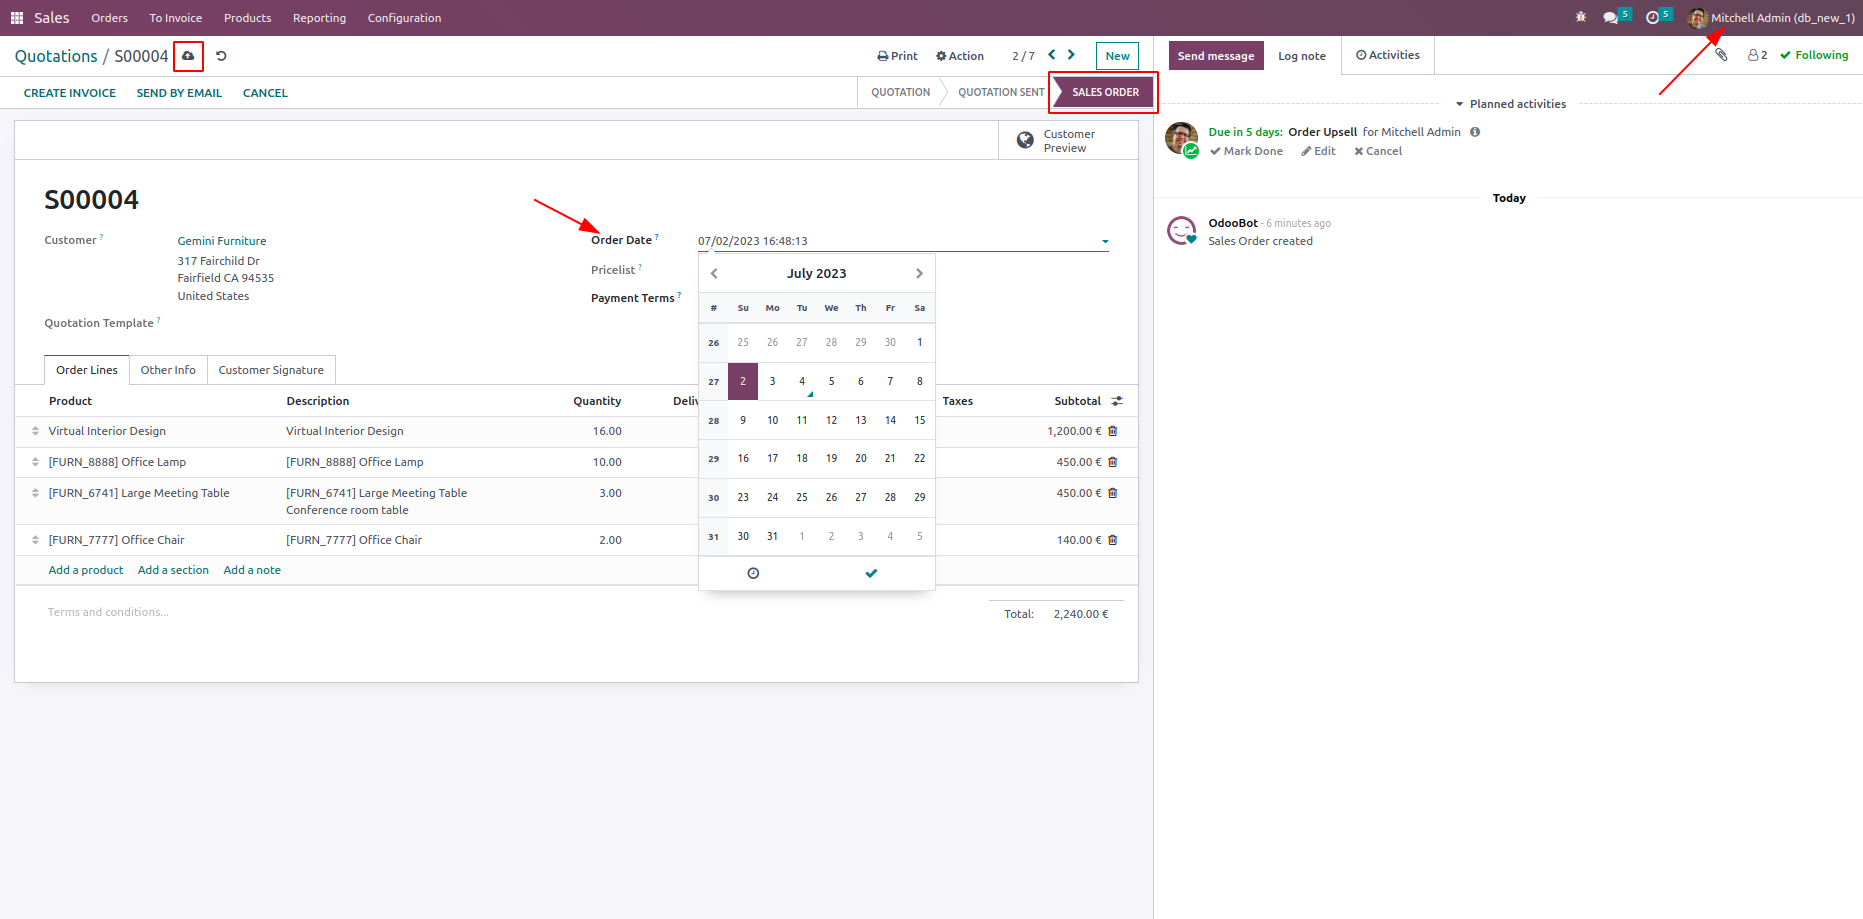 Sales Orders To Invoice Products Reporting Configuration 5 5 Mitchell Admin (db_new_1)
Quotations / S00004 Print Action 2 / 7 New
CREATE INVOICE SEND BY EMAIL CANCEL QUOTATION QUOTATION SENT SALES ORDER
Customer Preview
S00004
Customer ? Gemini Furniture
317 Fairchild Dr
Fairfield CA 94535
United States
Quotation Template ?
Order Date ? 07/02/2023 16:48:13
Pricelist ?
Payment Terms ?
July 2023
# Su Mo Tu We Th Fr Sa
26 25 26 27 28 29 30 1
27 2 3 4 5 6 7 8
28 9 10 11 12 13 14 15
29 16 17 18 19 20 21 22
30 23 24 25 26 27 28 29
31 30 31 1 2 3 4 5
Order Lines Other Info Customer Signature
Product Description Quantity Deliv Taxes Subtotal
Virtual Interior Design Virtual Interior Design 16.00 1,200.00 €
[FURN_8888] Office Lamp [FURN_8888] Office Lamp 10.00 450.00 €
[FURN_6741] Large Meeting Table [FURN_6741] Large Meeting Table 3.00 450.00 €
Conference room table
[FURN_7777] Office Chair [FURN_7777] Office Chair 2.00 140.00 €
Add a product Add a section Add a note
Terms and conditions...
Total: 2,240.00 €
Send message Log note Activities 2 Following
Planned activities
Due in 5 days: Order Upsell for Mitchell Admin
Mark Done Edit Cancel
Today
OdooBot - 6 minutes ago
Sales Order created